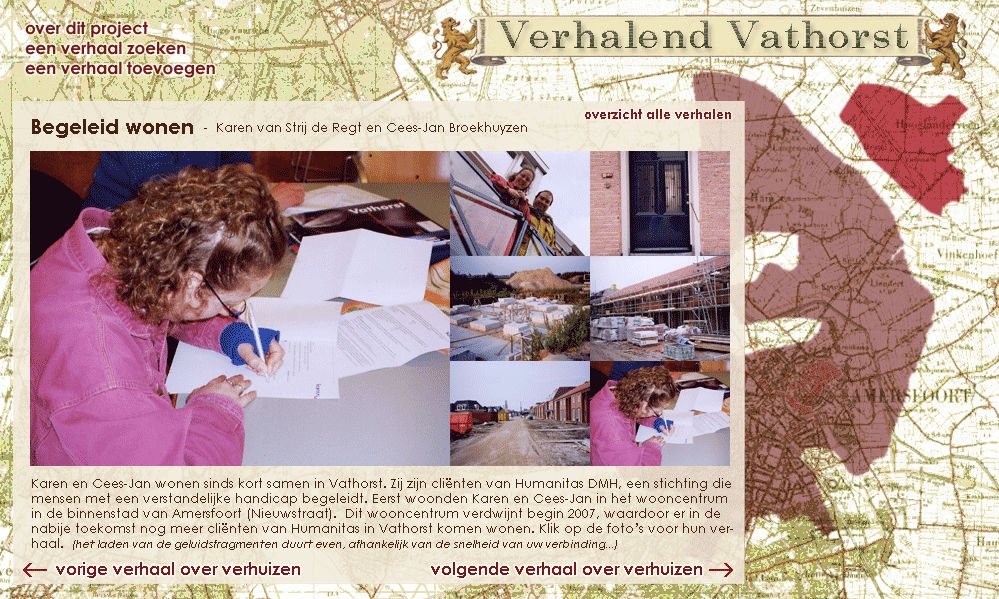 over dit project
een verhaal zoeken
een verhaal toevoegen
Verhalend Vathorst
overzicht alle verhalen
Begeleid wonen - Karen van Strij de Regt en Cees-Jan Broekhuyzen
Vathorst
Karen en Cees-Jan wonen sinds kort samen in Vathorst. Zij zijn cliënten van Humanitas DMH, een stichting die
mensen met een verstandelijke handicap begeleidt. Eerst woonden Karen en Cees-Jan in het wooncentrum
in de binnenstad van Amersfoort (Nieuwstraat). Dit wooncentrum verdwijnt begin 2007, waardoor er in de
nabije toekomst nog meer cliënten van Humanitas in Vathorst komen wonen. Klik op de foto's voor hun ver-
haal. (het laden van de geluidsfragmenten duurt even, afhankelijk van de snelheid van uw verbinding...)
← vorige verhaal over verhuizen
volgende verhaal over verhuizen →
Zevenhuizen
Hooglanderveen
Vinkenhoef
Liendert
AMERSFOORT